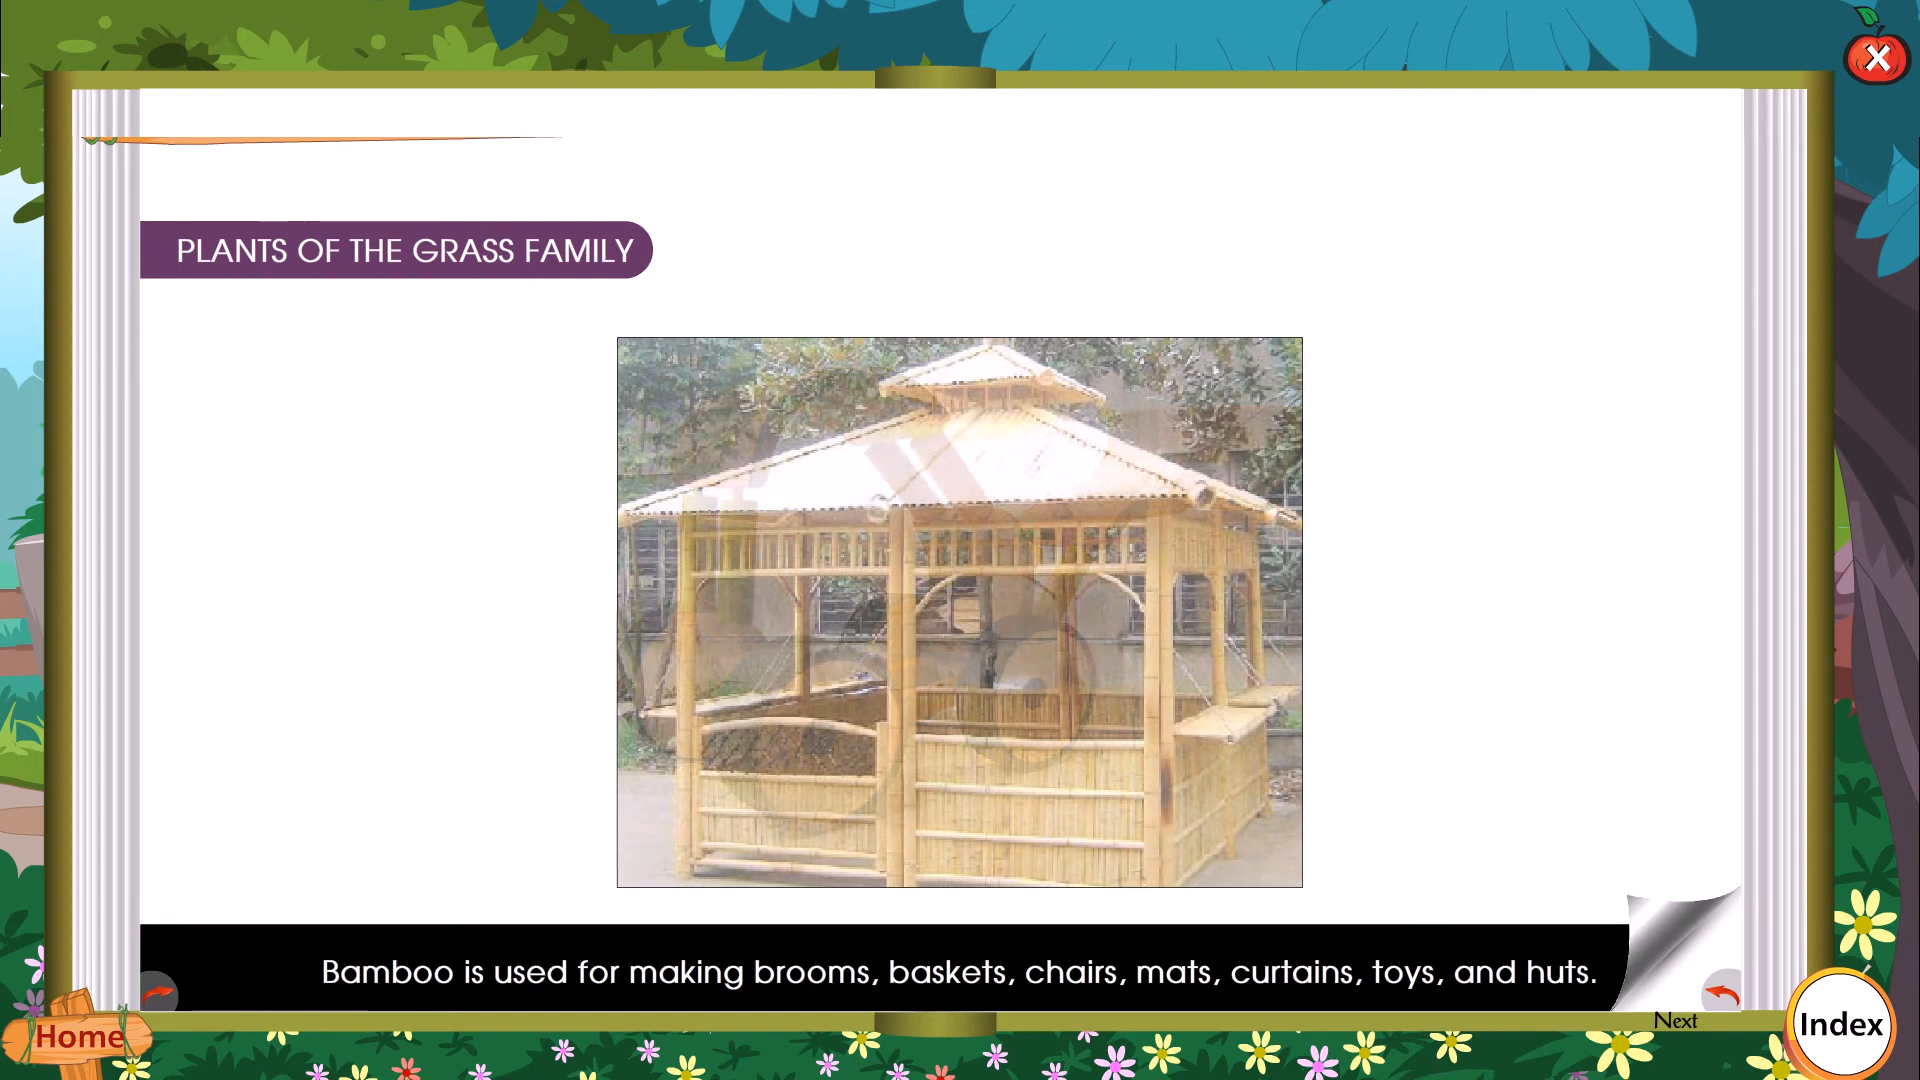 PLANTS OF THE GRASS FAMILY
Bamboo is used for making brooms, baskets, chairs, mats, curtains, toys, and huts.
Next
Home
Index